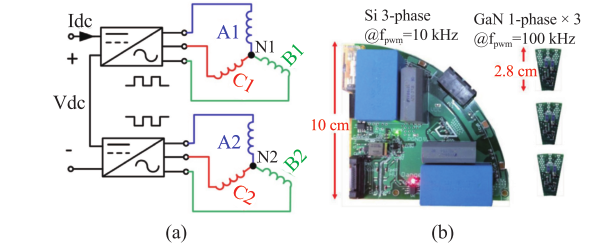 Idc
+
Vdc
-
A1
N1
B1
C1
A2
N2
B2
C2
(a)
Si 3-phase
@fpwm=10 kHz
GaN 1-phase × 3
@fpwm=100 kHz
2.8 cm
10 cm
(b)